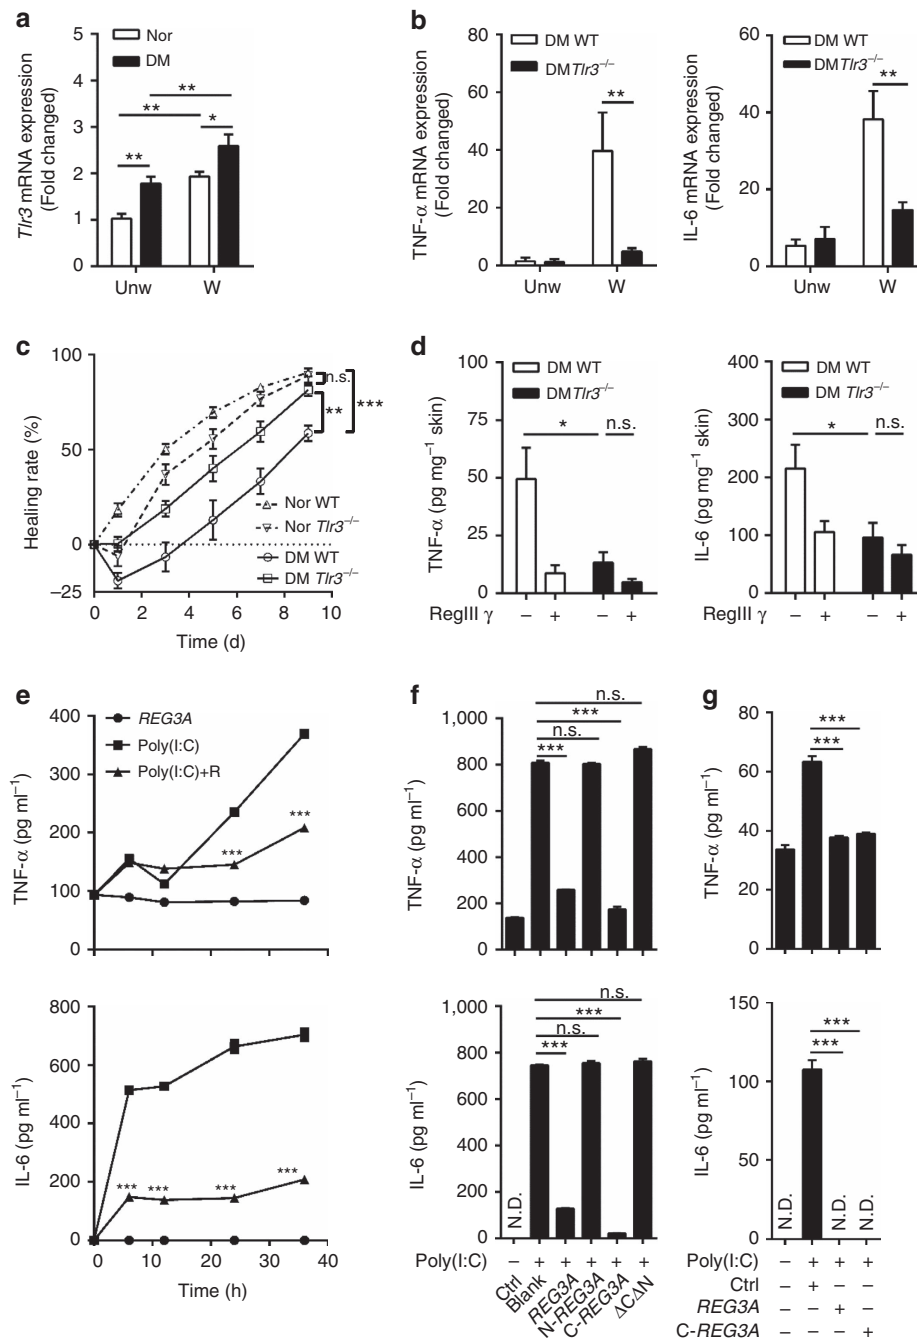 a
Nor
DM
Tlr3 mRNA expression
(Fold changed)
5
4
3
2
1
0
**
**
**
*
Unw
W
b
DM WT
DMTlr3−/−
TNF-α mRNA expression
(Fold changed)
80
60
40
20
0
**
Unw
W
DM WT
DMTlr3−/−
IL-6 mRNA expression
(Fold changed)
60
40
20
0
**
Unw
W
c
Healing rate (%)
100
50
0
−25
n.s.
**
***
Nor WT
Nor Tlr3−/−
DM WT
DM Tlr3−/−
0 2 4 6 8 10
Time (d)
d
DM WT
DM Tlr3−/−
TNF-α (pg mg−1 skin)
100
75
50
25
0
* n.s.
RegIII γ − + − +
DM WT
DM Tlr3−/−
IL-6 (pg mg−1 skin)
400
300
200
100
0
* n.s.
RegIII γ − + − +
e
REG3A
Poly(I:C)
Poly(I:C)+R
TNF-α (pg ml−1)
400
300
200
100
0
***
***
IL-6 (pg ml−1)
800
600
400
200
0
*** *** *** ***
0 10 20 30 40
Time (h)
f
TNF-α (pg ml−1)
1,000
800
600
400
200
0
n.s.
***
n.s.
***
IL-6 (pg ml−1)
1,000
800
600
400
200
0
n.s.
***
n.s.
***
N.D.
Poly(I:C) − + + + + +
Ctrl
Blank
REG3A
N-REG3A
C-REG3A
ΔCΔN
g
TNF-α (pg ml−1)
80
60
40
20
0
***
***
IL-6 (pg ml−1)
150
100
50
0
***
***
N.D.
N.D.
N.D.
Poly(I:C) − + + +
Ctrl − + − −
REG3A − − + −
C-REG3A − − − +